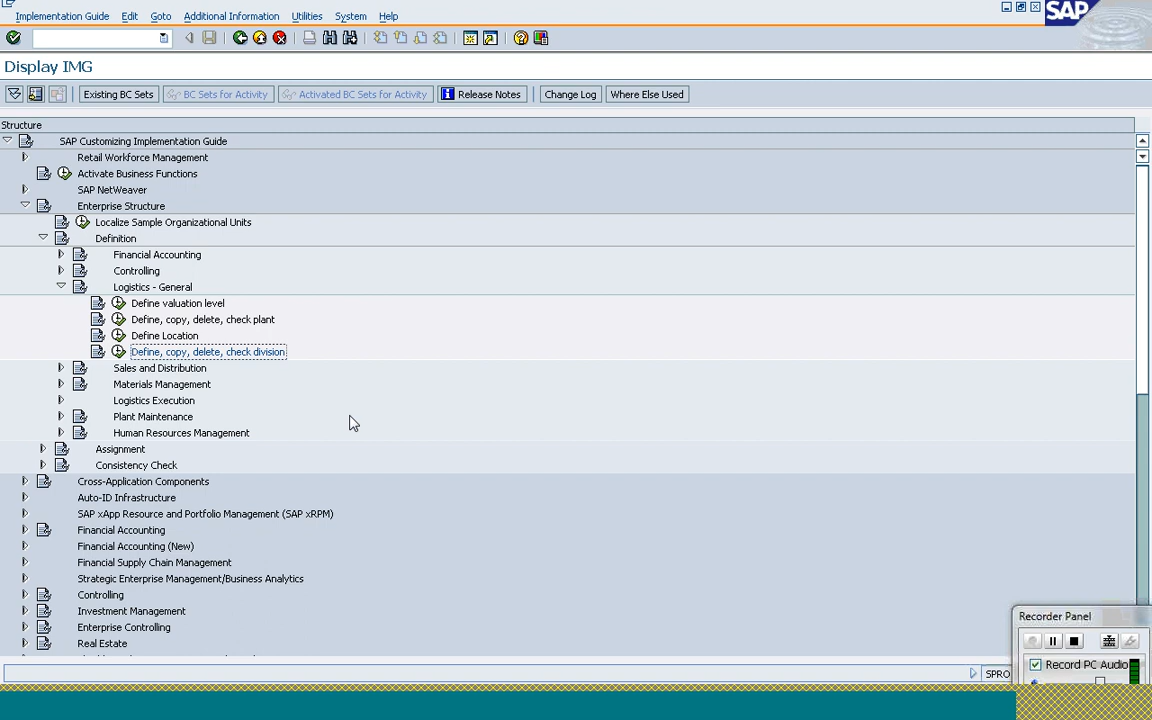 Implementation Guide Edit Goto Additional Information Utilities System Help
SAP
Display IMG
Existing BC Sets BC Sets for Activity Activated BC Sets for Activity Release Notes Change Log Where Else Used
Structure
SAP Customizing Implementation Guide
Retail Workforce Management
Activate Business Functions
SAP NetWeaver
Enterprise Structure
Localize Sample Organizational Units
Definition
Financial Accounting
Controlling
Logistics - General
Define valuation level
Define, copy, delete, check plant
Define Location
Define, copy, delete, check division
Sales and Distribution
Materials Management
Logistics Execution
Plant Maintenance
Human Resources Management
Assignment
Consistency Check
Cross-Application Components
Auto-ID Infrastructure
SAP xApp Resource and Portfolio Management (SAP xRPM)
Financial Accounting
Financial Accounting (New)
Financial Supply Chain Management
Strategic Enterprise Management/Business Analytics
Controlling
Investment Management
Enterprise Controlling
Real Estate
Recorder Panel
Record PC Audio
SPRO